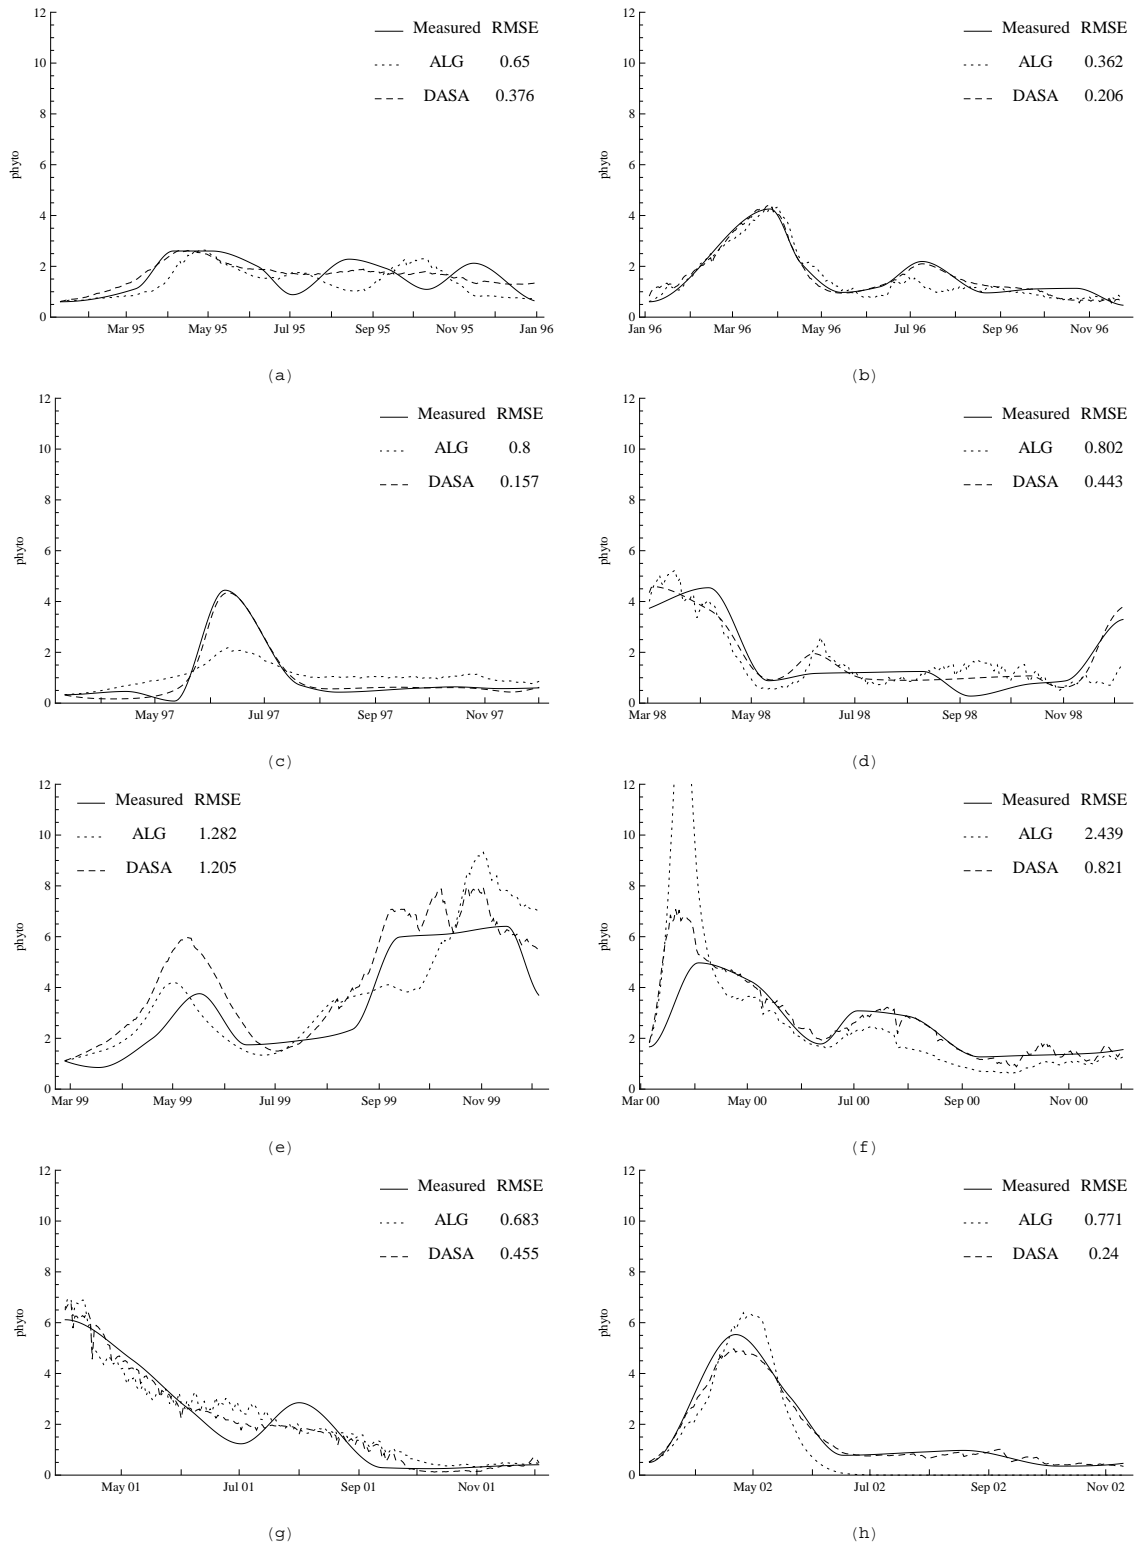 12
10
8
6
4
2
0
phyto
Measured RMSE
ALG 0.65
DASA 0.376
Mar 95 May 95 Jul 95 Sep 95 Nov 95 Jan 96
(a)
12
10
8
6
4
2
0
phyto
Measured RMSE
ALG 0.362
DASA 0.206
Jan 96 Mar 96 May 96 Jul 96 Sep 96 Nov 96
(b)
12
10
8
6
4
2
0
phyto
Measured RMSE
ALG 0.8
DASA 0.157
May 97 Jul 97 Sep 97 Nov 97
(c)
12
10
8
6
4
2
0
phyto
Measured RMSE
ALG 0.802
DASA 0.443
Mar 98 May 98 Jul 98 Sep 98 Nov 98
(d)
12
10
8
6
4
2
0
phyto
Measured RMSE
ALG 1.282
DASA 1.205
Mar 99 May 99 Jul 99 Sep 99 Nov 99
(e)
12
10
8
6
4
2
0
phyto
Measured RMSE
ALG 2.439
DASA 0.821
Mar 00 May 00 Jul 00 Sep 00 Nov 00
(f)
12
10
8
6
4
2
0
phyto
Measured RMSE
ALG 0.683
DASA 0.455
May 01 Jul 01 Sep 01 Nov 01
(g)
12
10
8
6
4
2
0
phyto
Measured RMSE
ALG 0.771
DASA 0.24
May 02 Jul 02 Sep 02 Nov 02
(h)